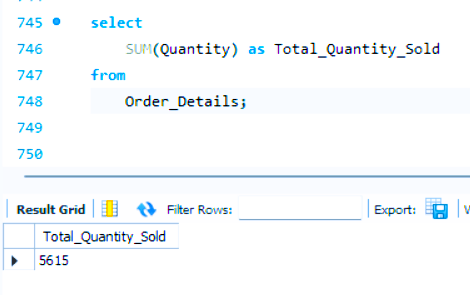 745 select
746 SUM(Quantity) as Total_Quantity_Sold
747 from
748 Order_Details;
749
750
Result Grid Filter Rows: Export:
Total_Quantity_Sold
5615